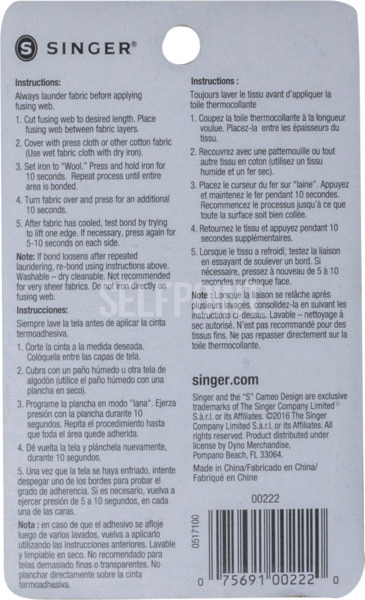 S SINGER®
Instructions:
Always launder fabric before applying
fusing web.
1. Cut fusing web to desired length. Place
fusing web between fabric layers.
2. Cover with press cloth or other cotton fabric
(Use wet fabric cloth with dry iron).
3. Set iron to “Wool.” Press and hold iron for
10 seconds. Repeat process until entire
area is bonded.
4. Turn fabric over and press for an additional
10 seconds.
5. After fabric has cooled, test bond by trying
to lift one edge. If necessary, press again for
5-10 seconds on each side.
Note: If bond loosens after repeated
laundering, re-bond using instructions above.
Washable – dry cleanable. Not recommended
for very sheer fabrics. Do not iron directly on
fusing web.
Instrucciones:
Siempre lave la tela antes de aplicar la cinta
termoadhesiva.
1. Corte la cinta a la medida deseada.
Colóquela entre las capas de tela.
2. Cubra con un paño húmedo u otra tela de
algodón (utilice el paño húmedo con una
plancha en seco).
3. Programe la plancha en modo “lana”. Ejerza
presión con la plancha durante 10
segundos. Repita el procedimiento hasta
que toda el área quede adherida.
4. Dé vuelta la tela y plánchela nuevamente,
durante 10 segundos.
5. Una vez que la tela se haya enfriado, intente
despegar uno de los bordes para probar el
grado de adherencia. Si es necesario, vuelva a
ejercer presión de 5 a 10 segundos, en cada
una de las caras.
Nota : en caso de que el adhesivo se afloje
luego de varios lavados, vuelva a aplicarlo
utilizando las instrucciones anteriores. Lavable
y limpiable en seco. No recomendado para
telas demasiado finas o transparentes. No
planchar directamente sobre la cinta
termoadhesiva.
Instructions :
Toujours laver le tissu avant d’appliquer la
toile thermocollante
1. Coupez la toile thermocollante à la longueur
voulue. Placez-la entre les épaisseurs du
tissu.
2. Recouvrez avec une pattemouille ou tout
autre tissu en coton (utilisez un tissu
humide et un fer sec).
3. Placez le curseur du fer sur “laine”. Appuyez
et maintenez le fer pendant 10 secondes.
Recommencez le processus jusqu’à ce que
toute la surface soit bien collée.
4. Retournez le tissu et appuyez pendant 10
secondes supplémentaires.
5. Lorsque le tissu a refroidi, testez la liaison
en essayant de soulever un bord. Si
nécessaire, pressez à nouveau de 5 à 10
secondes sur chaque face.
Note : Lorsque la liaison se relâche après
plusieurs lavages, consolidez-la en suivant les
instructions ci-dessus. Lavable – nettoyage à
sec autorisé. N’est pas recommandé pour des
tissus fins. Ne pas repasser directement sur la
toile thermocollante.
SELFPOINT
singer.com
Singer and the “S” Cameo Design are exclusive
trademarks of The Singer Company Limited
S.à.r.l. or its Affiliates. ©2016 The Singer
Company Limited S.à.r.l. or its Affiliates. All
rights reserved. Product distributed under
license by Dyno Merchandise,
Pompano Beach, FL 33064.
Made in China/Fabricado en China/
Fabriqué en Chine
00222
0517100
0 75691 00222 0